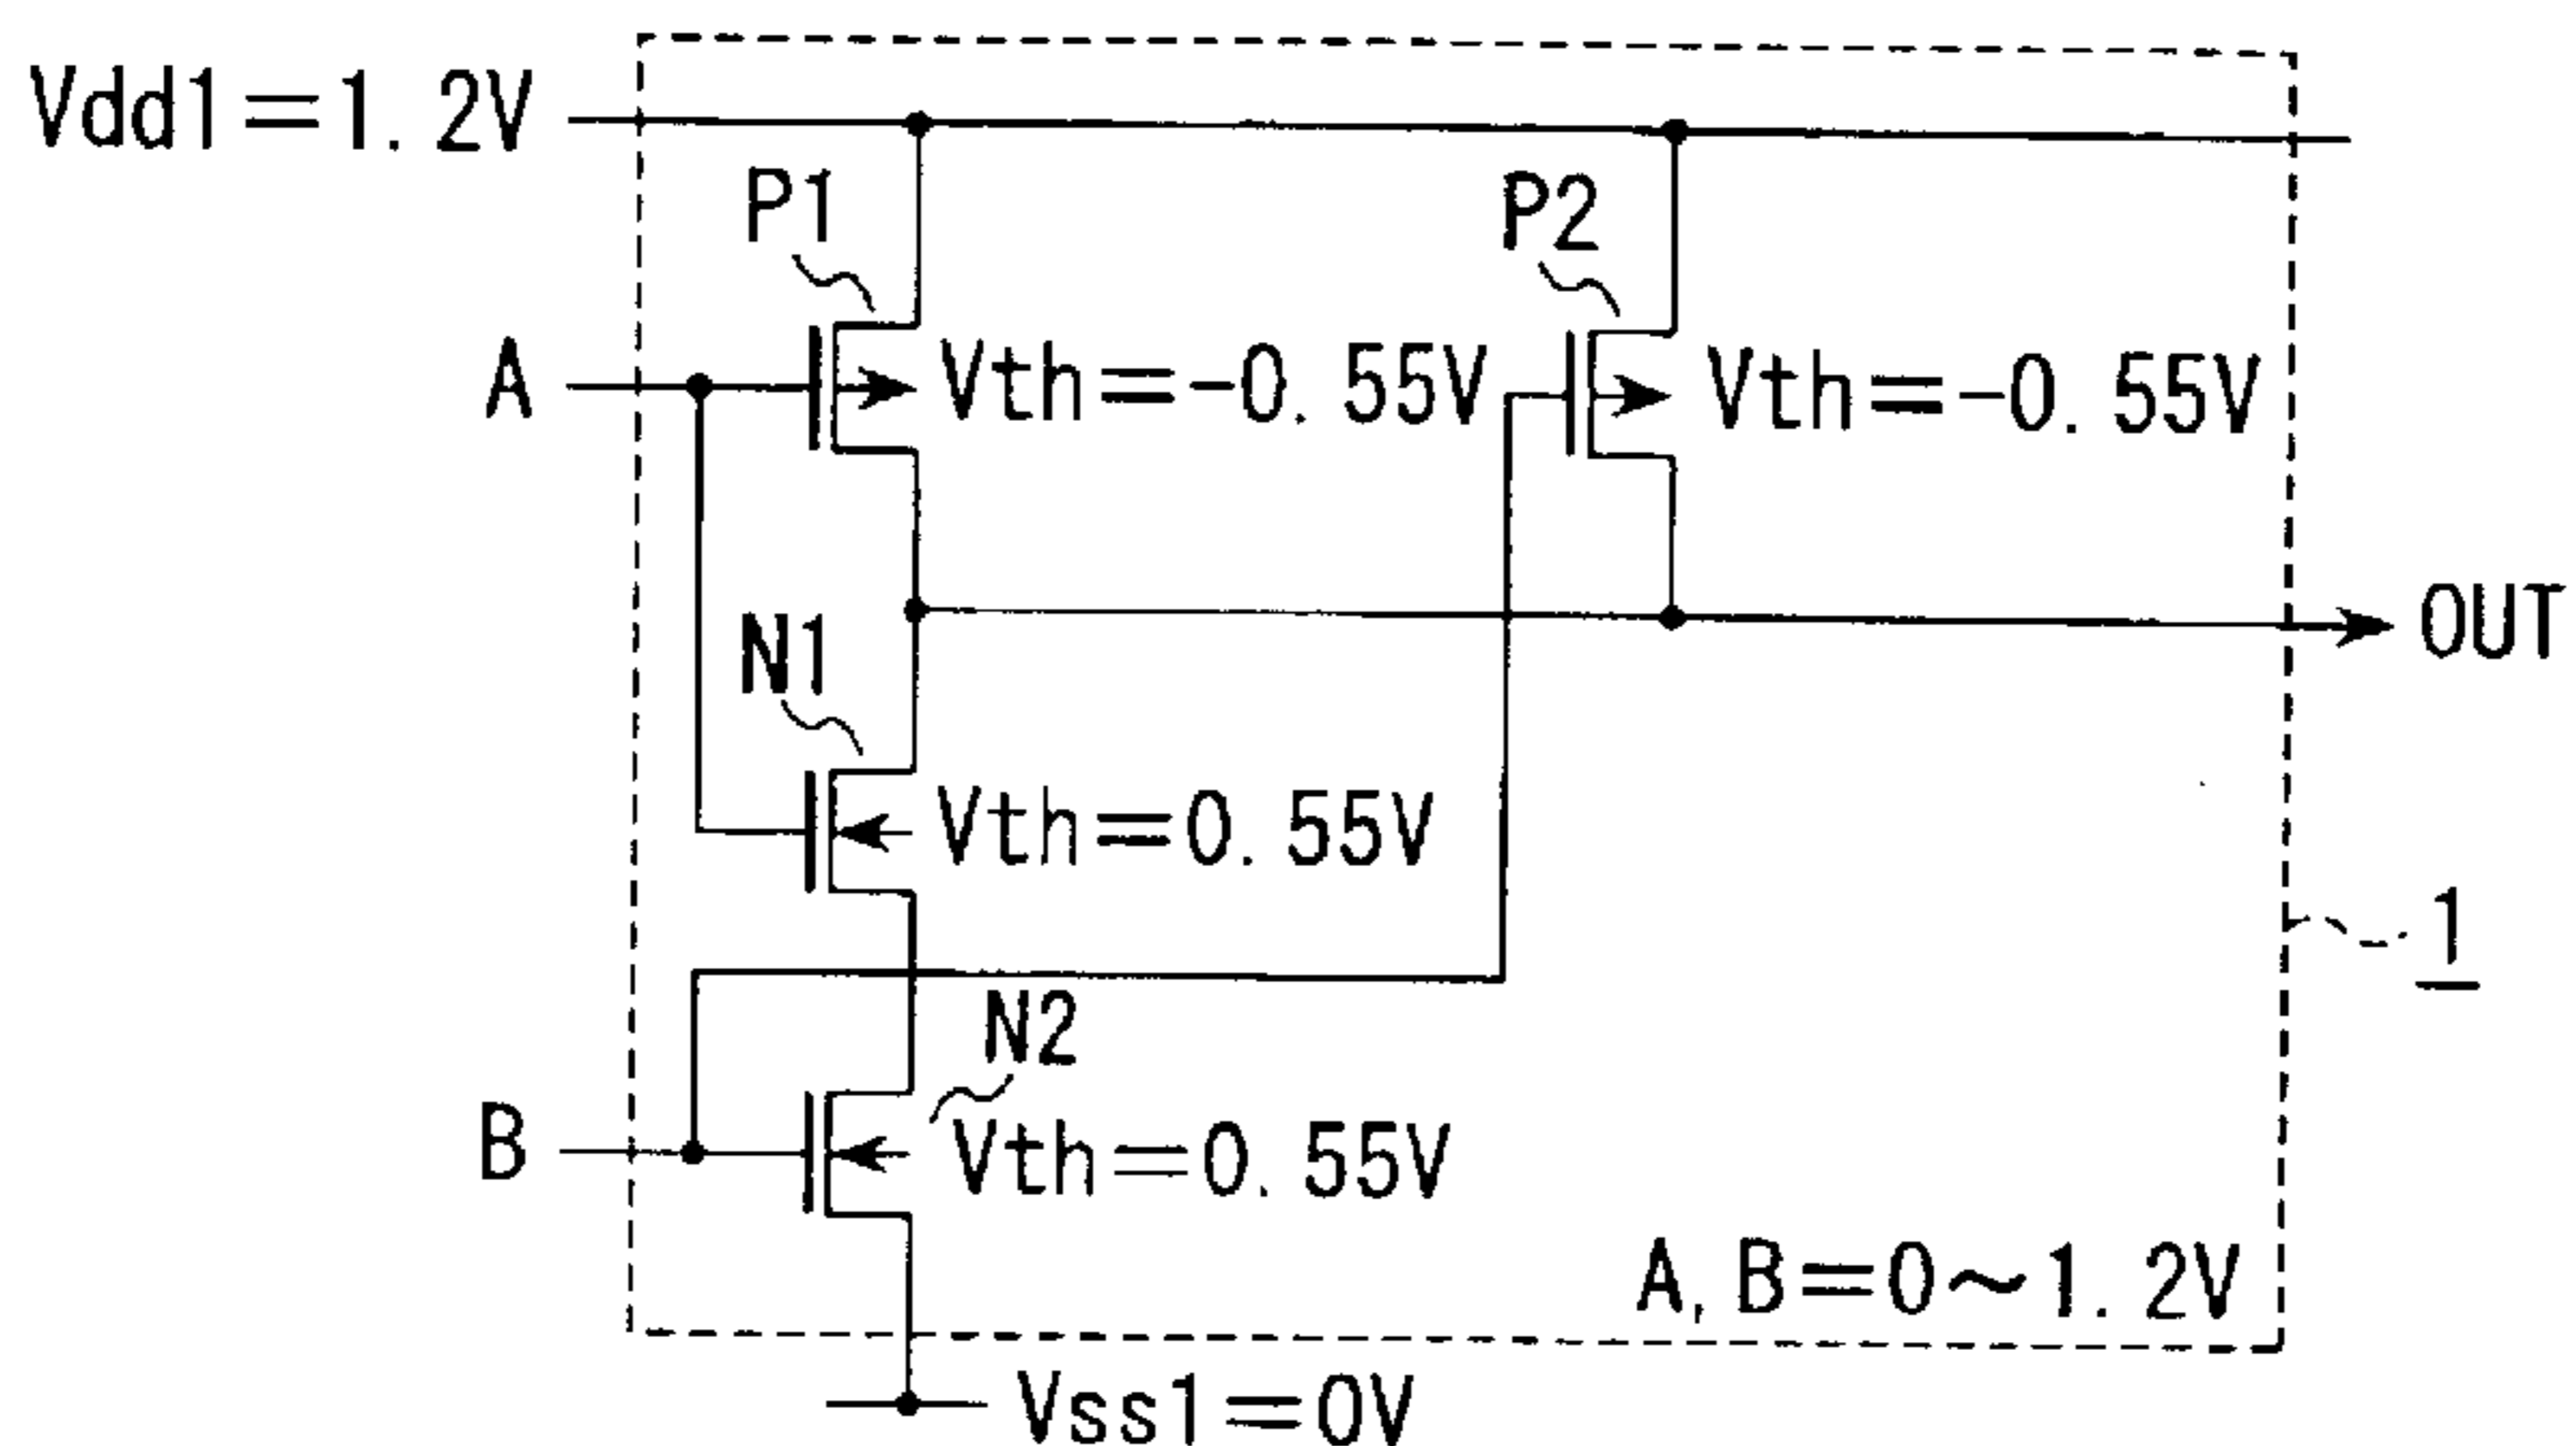 Vdd1=1.2V
P1
P2
A
Vth=-0.55V
Vth=-0.55V
OUT
N1
Vth=0.55V
1
N2
B
Vth=0.55V
A, B=0~1.2V
Vss1=0V